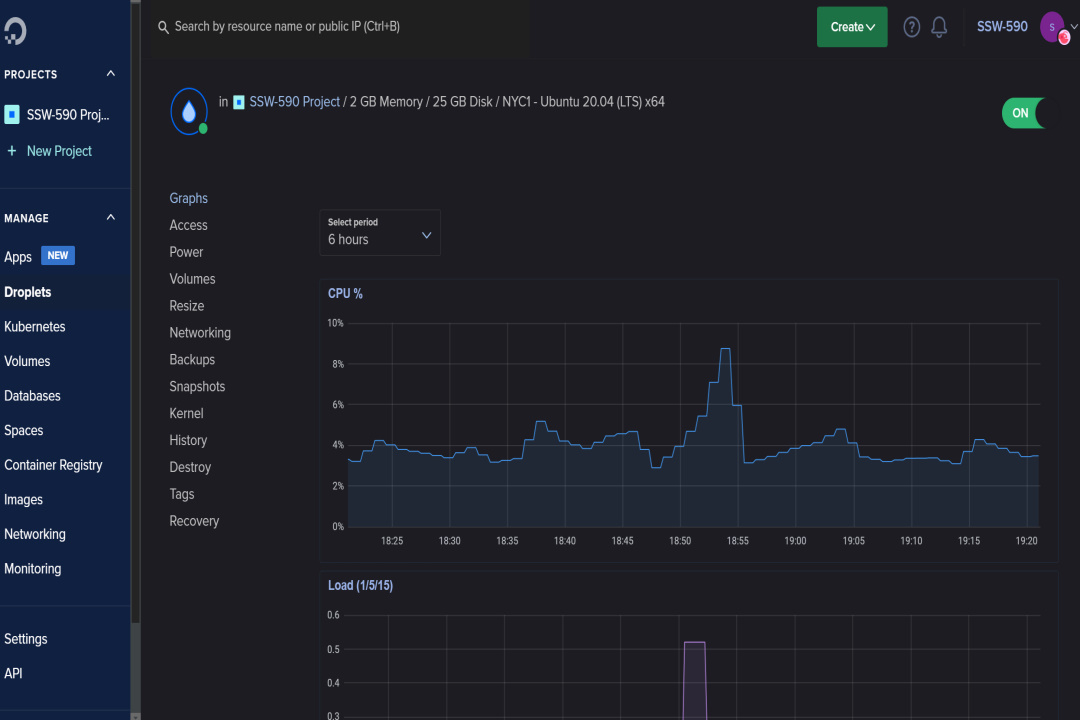 Search by resource name or public IP (Ctrl+B)
Create
?
SSW-590
S
PROJECTS
SSW-590 Proj...
+ New Project
MANAGE
Apps NEW
Droplets
Kubernetes
Volumes
Databases
Spaces
Container Registry
Images
Networking
Monitoring
Settings
API
in SSW-590 Project / 2 GB Memory / 25 GB Disk / NYC1 - Ubuntu 20.04 (LTS) x64
ON
Graphs
Access
Power
Volumes
Resize
Networking
Backups
Snapshots
Kernel
History
Destroy
Tags
Recovery
Select period
6 hours
CPU %
10%
8%
6%
4%
2%
0%
18:25 18:30 18:35 18:40 18:45 18:50 18:55 19:00 19:05 19:10 19:15 19:20
Load (1/5/15)
0.6
0.5
0.4
0.3